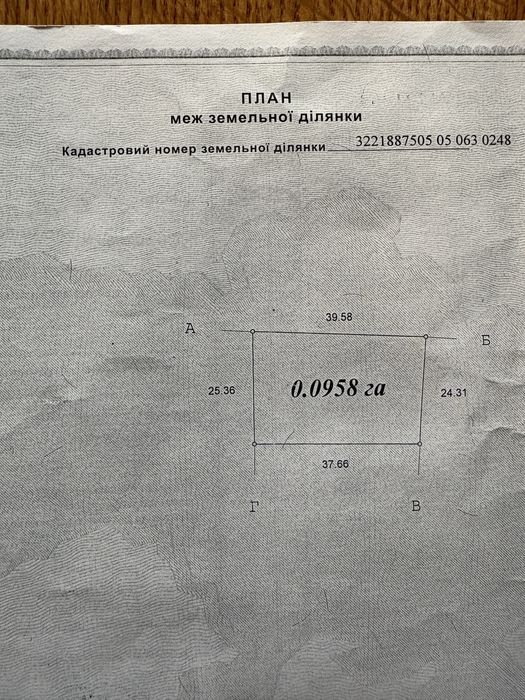 ПЛАН
меж земельної ділянки
Кадастровий номер земельної ділянки 3221887505 05 063 0248
39.58
А
Б
25.36
0.0958 га
24.31
37.66
Г
В